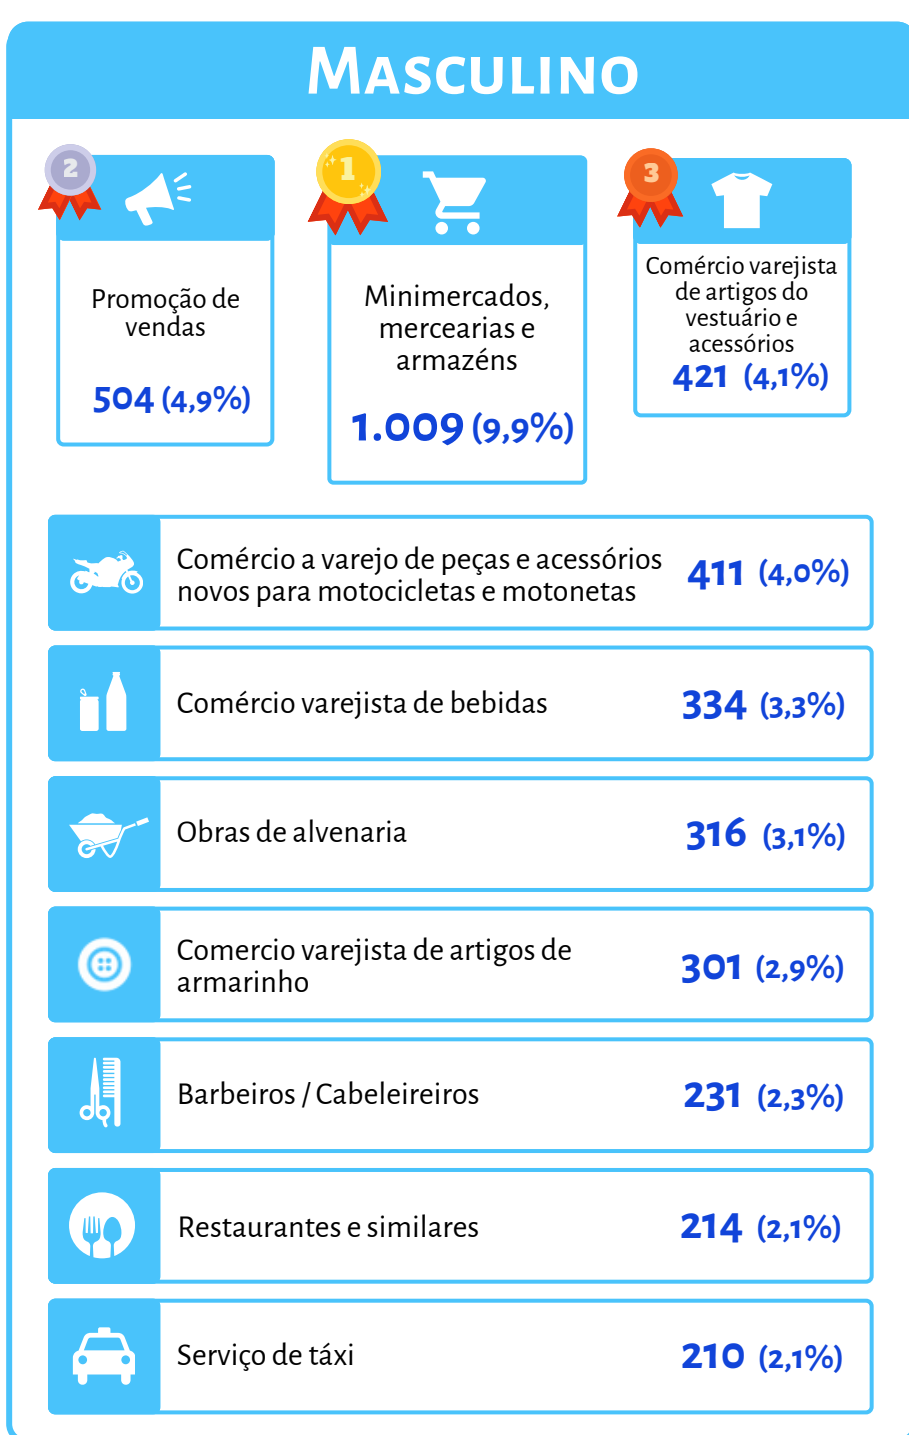 MASCULINO
2
Promoção de
vendas
504 (4,9%)
1
Minimercados,
mercearias e
armazéns
1.009 (9,9%)
3
Comércio varejista
de artigos do
vestuário e
acessórios
421 (4,1%)
Comércio a varejo de peças e acessórios
novos para motocicletas e motonetas
411 (4,0%)
Comércio varejista de bebidas
334 (3,3%)
Obras de alvenaria
316 (3,1%)
Comercio varejista de artigos de
armarinho
301 (2,9%)
Barbeiros / Cabeleireiros
231 (2,3%)
Restaurantes e similares
214 (2,1%)
Serviço de táxi
210 (2,1%)